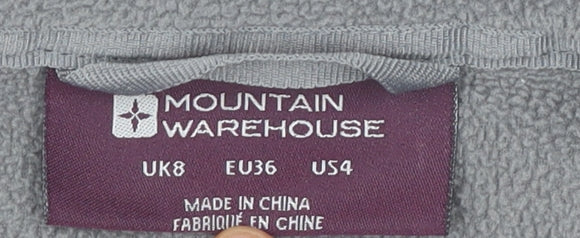 MOUNTAIN
WAREHOUSE
UK8 EU36 US4
MADE IN CHINA
FABRIQUÉ EN CHINE